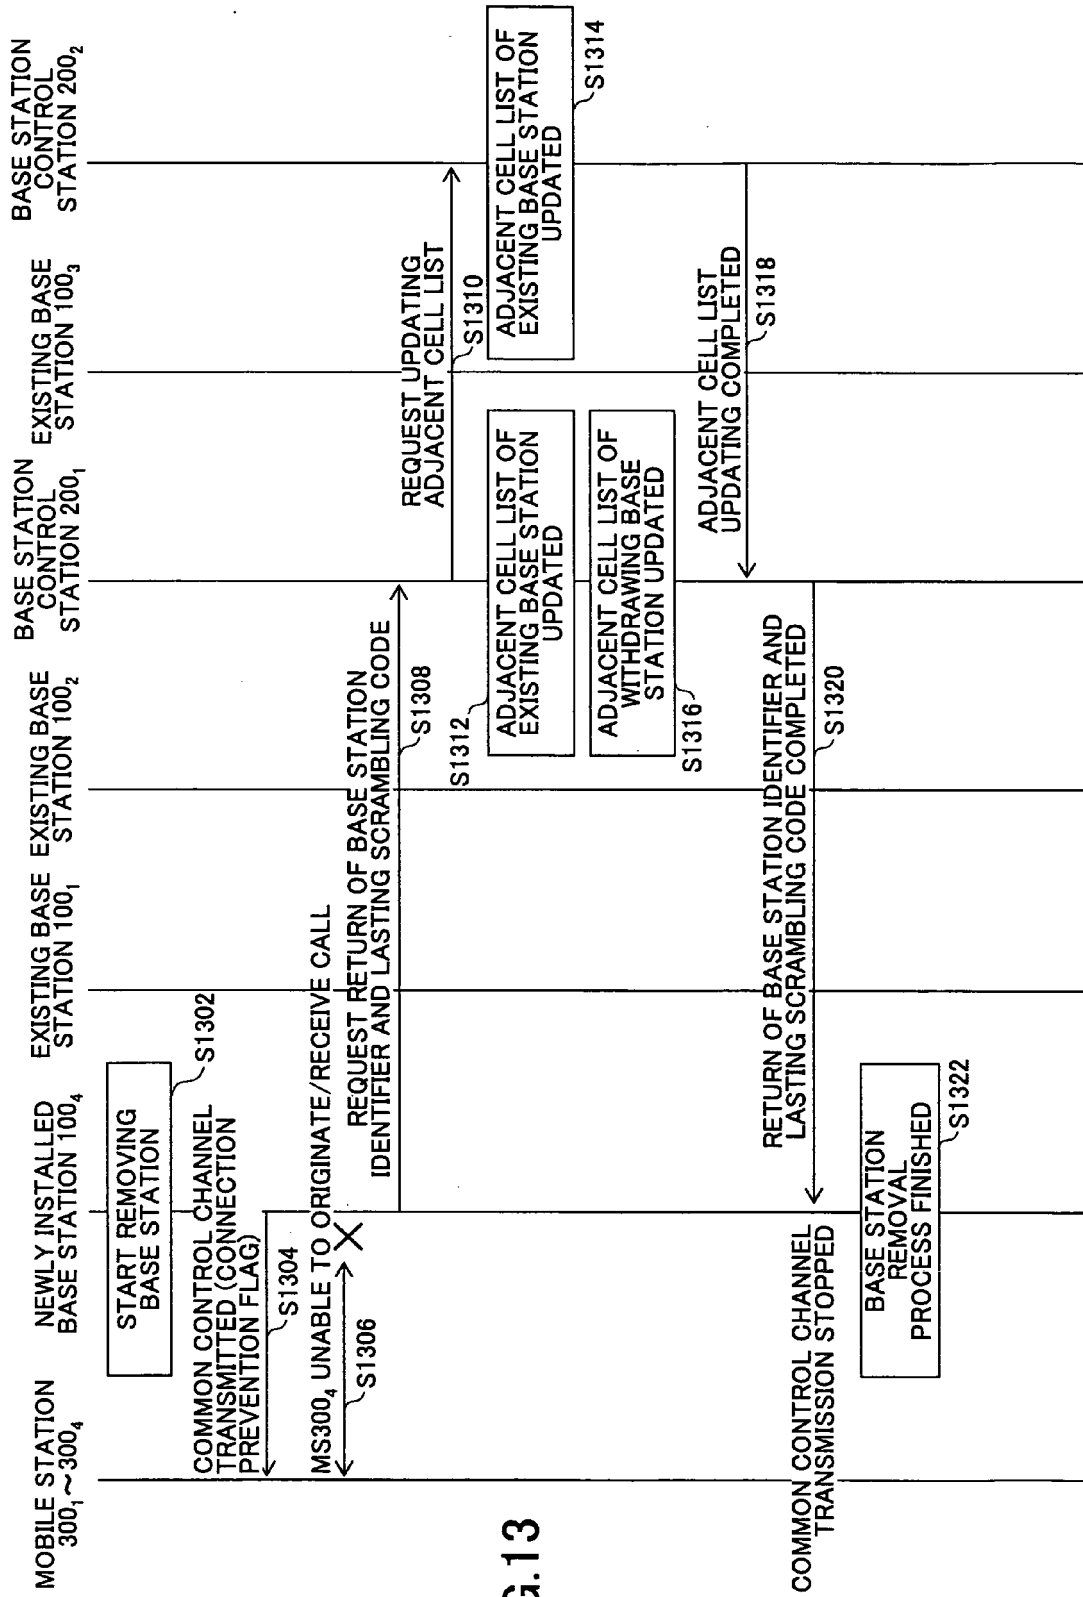 MOBILE STATION
300₁～300₄
NEWLY INSTALLED
BASE STATION 100₄
EXISTING BASE
STATION 100₁
EXISTING BASE
STATION 100₂
BASE STATION
CONTROL
STATION 200₁
EXISTING BASE
STATION 100₃
BASE STATION
CONTROL
STATION 200₂
START REMOVING
BASE STATION
S1302
COMMON CONTROL CHANNEL
TRANSMITTED (CONNECTION
PREVENTION FLAG)
S1304
MS300₄ UNABLE TO ORIGINATE/RECEIVE CALL
S1306
REQUEST RETURN OF BASE STATION
IDENTIFIER AND LASTING SCRAMBLING CODE
S1308
REQUEST UPDATING
ADJACENT CELL LIST
S1310
S1312
ADJACENT CELL LIST OF
EXISTING BASE STATION
UPDATED
ADJACENT CELL LIST OF
EXISTING BASE STATION
UPDATED
S1314
ADJACENT CELL LIST OF
WITHDRAWING BASE
STATION UPDATED
S1316
ADJACENT CELL LIST
UPDATING COMPLETED
S1318
RETURN OF BASE STATION IDENTIFIER AND
LASTING SCRAMBLING CODE COMPLETED
S1320
COMMON CONTROL CHANNEL
TRANSMISSION STOPPED
BASE STATION
REMOVAL
PROCESS FINISHED
S1322
G.13